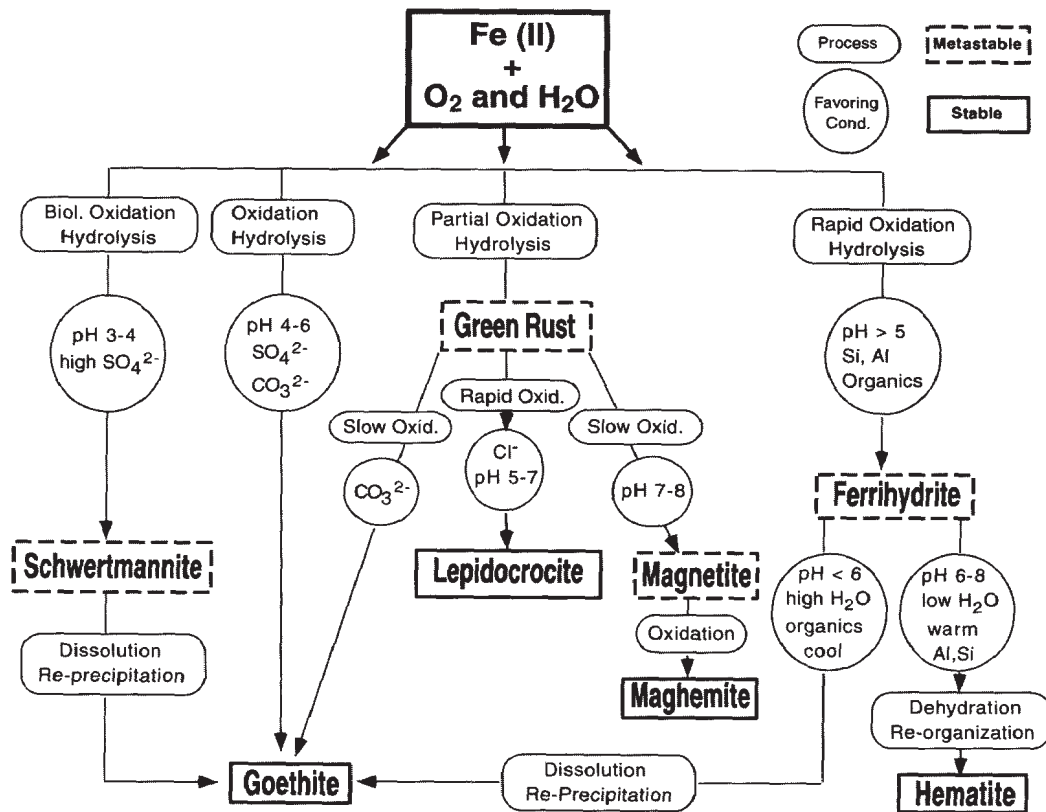 Fe (II)
+
O₂ and H₂O
Process
Metastable
Favoring
Cond.
Stable
Biol. Oxidation
Hydrolysis
Oxidation
Hydrolysis
Partial Oxidation
Hydrolysis
Rapid Oxidation
Hydrolysis
pH 3-4
high SO₄²⁻
pH 4-6
SO₄²⁻
CO₃²⁻
Green Rust
pH > 5
Si, Al
Organics
Slow Oxid.
Rapid Oxid.
Slow Oxid.
CO₃²⁻
Cl⁻
pH 5-7
pH 7-8
Ferrihydrite
Schwertmannite
Lepidocrocite
Magnetite
pH < 6
high H₂O
organics
cool
pH 6-8
low H₂O
warm
Al,Si
Dissolution
Re-precipitation
Oxidation
Maghemite
Dehydration
Re-organization
Goethite
Dissolution
Re-Precipitation
Hematite